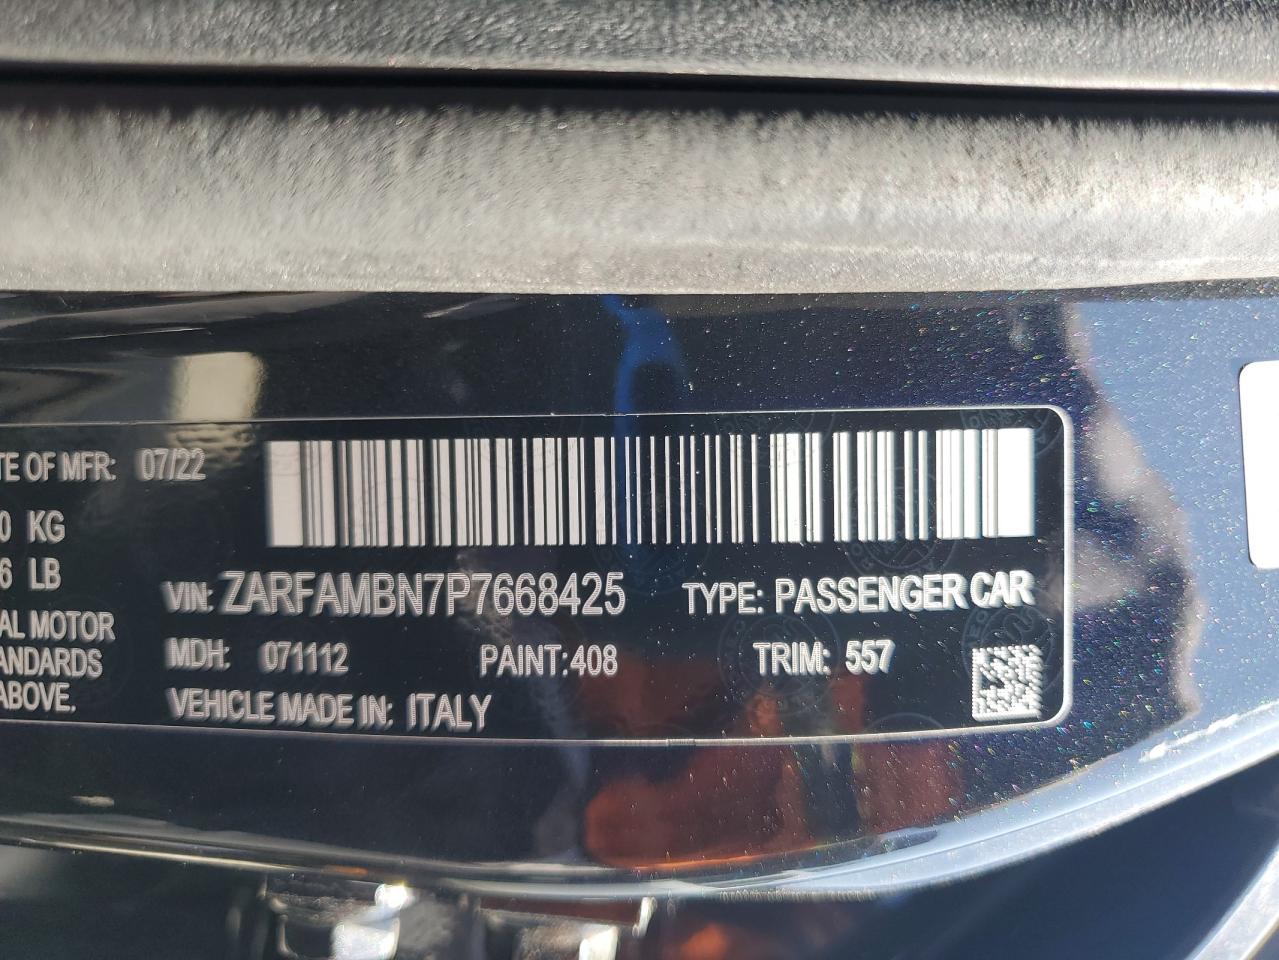 TE OF MFR: 07/22
0 KG
6 LB
VIN: ZARFAMBN7P7668425 TYPE: PASSENGER CAR
AL MOTOR
MDH: 071112 PAINT: 408 TRIM: 557
ANDARDS
ABOVE. VEHICLE MADE IN: ITALY